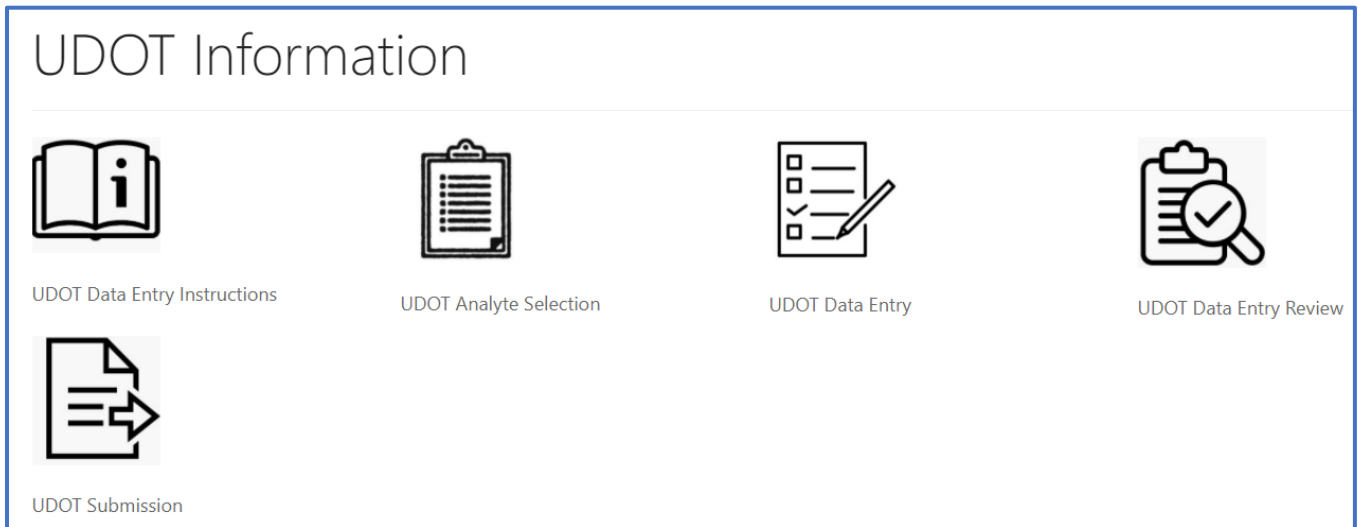 UDOT Information
UDOT Data Entry Instructions
UDOT Analyte Selection
UDOT Data Entry
UDOT Data Entry Review
UDOT Submission